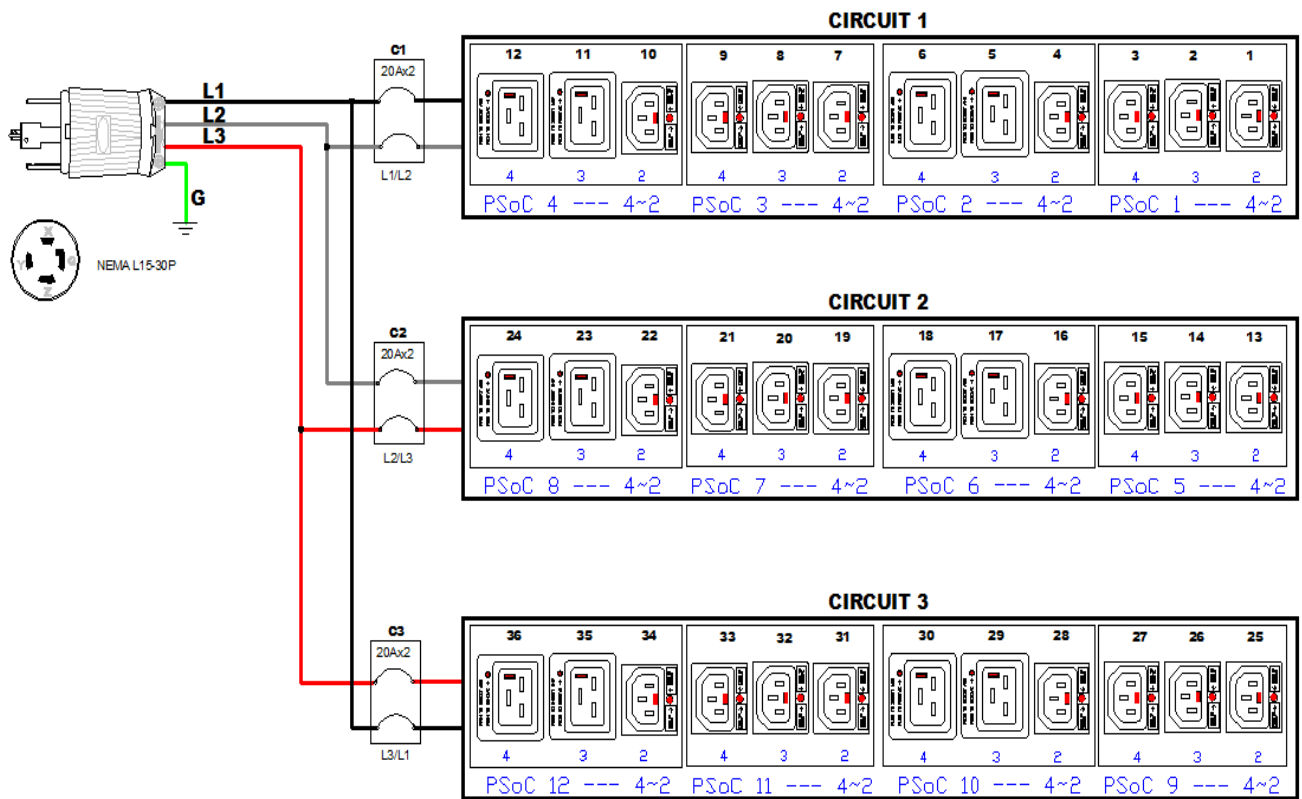 CIRCUIT 1
C1
20Ax2
L1
L2
L3
G
L1/L2
NEMA L15-30P
X
Y
G
Z
12 11 10 9 8 7 6 5 4 3 2 1
4 3 2 4 3 2 4 3 2 4 3 2
PSoC 4 --- 4~2 PSoC 3 --- 4~2 PSoC 2 --- 4~2 PSoC 1 --- 4~2
CIRCUIT 2
C2
20Ax2
L2/L3
24 23 22 21 20 19 18 17 16 15 14 13
4 3 2 4 3 2 4 3 2 4 3 2
PSoC 8 --- 4~2 PSoC 7 --- 4~2 PSoC 6 --- 4~2 PSoC 5 --- 4~2
CIRCUIT 3
C3
20Ax2
L3/L1
36 35 34 33 32 31 30 29 28 27 26 25
4 3 2 4 3 2 4 3 2 4 3 2
PSoC 12 --- 4~2 PSoC 11 --- 4~2 PSoC 10 --- 4~2 PSoC 9 --- 4~2